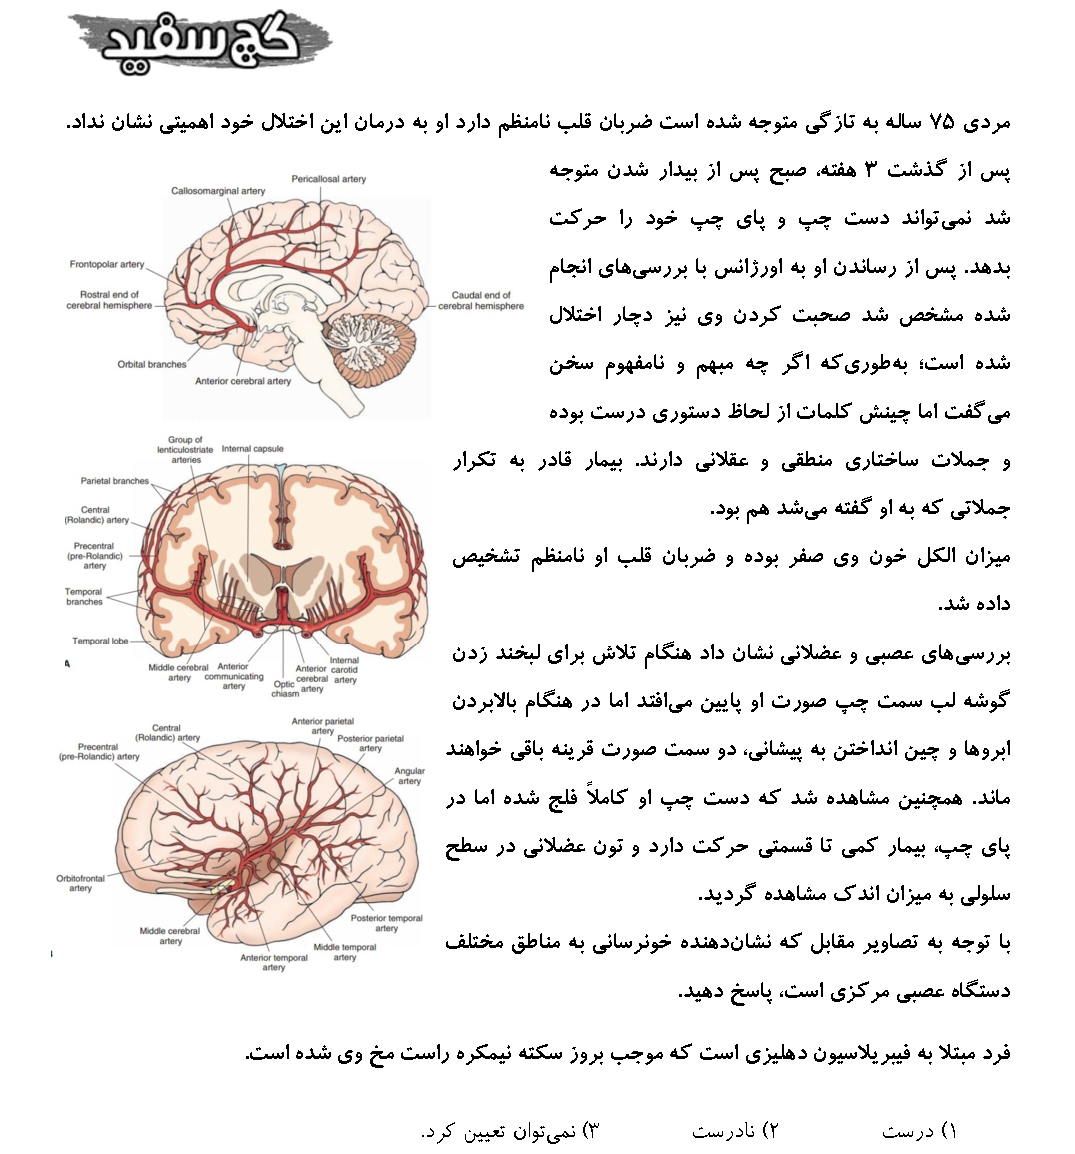 گچ سفید
مردی ۷۵ ساله به تازگی متوجه شده است ضربان قلب نامنظم دارد او به درمان این اختلال خود اهمیتی نشان نداد.
پس از گذشت ۳ هفته، صبح پس از بیدار شدن متوجه
شد نمی‌تواند دست چپ و پای چپ خود را حرکت
بدهد. پس از رساندن او به اورژانس با بررسی‌های انجام
شده مشخص شد صحبت کردن وی نیز دچار اختلال
شده است؛ به‌طوری‌که اگر چه مبهم و نامفهوم سخن
می‌گفت اما چینش کلمات از لحاظ دستوری درست بوده
و جملات ساختاری منطقی و عقلانی دارند. بیمار قادر به تکرار
جملاتی که به او گفته می‌شد هم بود.
میزان الکل خون وی صفر بوده و ضربان قلب او نامنظم تشخیص
داده شد.
بررسی‌های عصبی و عضلانی نشان داد هنگام تلاش برای لبخند زدن
گوشه لب سمت چپ صورت او پایین می‌افتد اما در هنگام بالابردن
ابروها و چین انداختن به پیشانی، دو سمت صورت قرینه باقی خواهند
ماند. همچنین مشاهده شد که دست چپ او کاملاً فلج شده اما در
پای چپ، بیمار کمی تا قسمتی حرکت دارد و تون عضلانی در سطح
سلولی به میزان اندک مشاهده گردید.
با توجه به تصاویر مقابل که نشان‌دهنده خونرسانی به مناطق مختلف
دستگاه عصبی مرکزی است، پاسخ دهید.
Pericallosal artery
Callosomarginal artery
Frontopolar artery
Rostral end of
cerebral hemisphere
Caudal end of
cerebral hemisphere
Orbital branches
Anterior cerebral artery
Group of
lenticulostriate
arteries
Internal capsule
Parietal branches
Central
(Rolandic) artery
Precentral
(pre-Rolandic)
artery
Temporal
branches
Temporal lobe
A
Middle cerebral
artery
Anterior
communicating
artery
Optic
chiasm
Anterior
cerebral
artery
Internal
carotid
artery
Central
(Rolandic) artery
Precentral
(pre-Rolandic) artery
Anterior parietal
artery
Posterior parietal
artery
Angular
artery
Orbitofrontal
artery
Middle cerebral
artery
Anterior temporal
artery
Middle temporal
artery
Posterior temporal
artery
فرد مبتلا به فیبریلاسیون دهلیزی است که موجب بروز سکته نیمکره راست مخ وی شده است.
۱) درست ۲) نادرست ۳) نمی‌توان تعیین کرد.